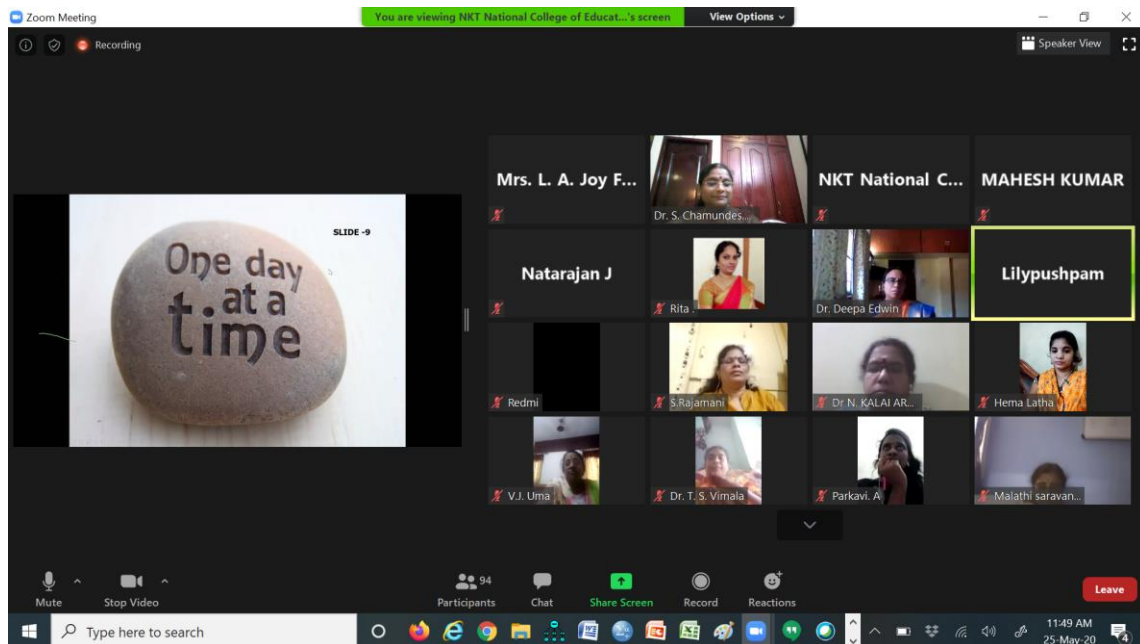 Zoom Meeting
You are viewing NKT National College of Educat...'s screen
View Options
Recording
Speaker View
SLIDE -9
One day
at a
time
Mrs. L. A. Joy F...
Dr. S. Chamundes...
NKT National C...
MAHESH KUMAR
Natarajan J
Rita .
Dr. Deepa Edwin
Lilypushpam
Redmi
S.Rajamani
Dr N. KALAI AR...
Hema Latha
V.J. Uma
Dr. T. S. Vimala
Parkavi. A
Malathi saravan...
Mute
Stop Video
94
Participants
Chat
Share Screen
Record
Reactions
Leave
Type here to search
11:49 AM
25-May-20
4